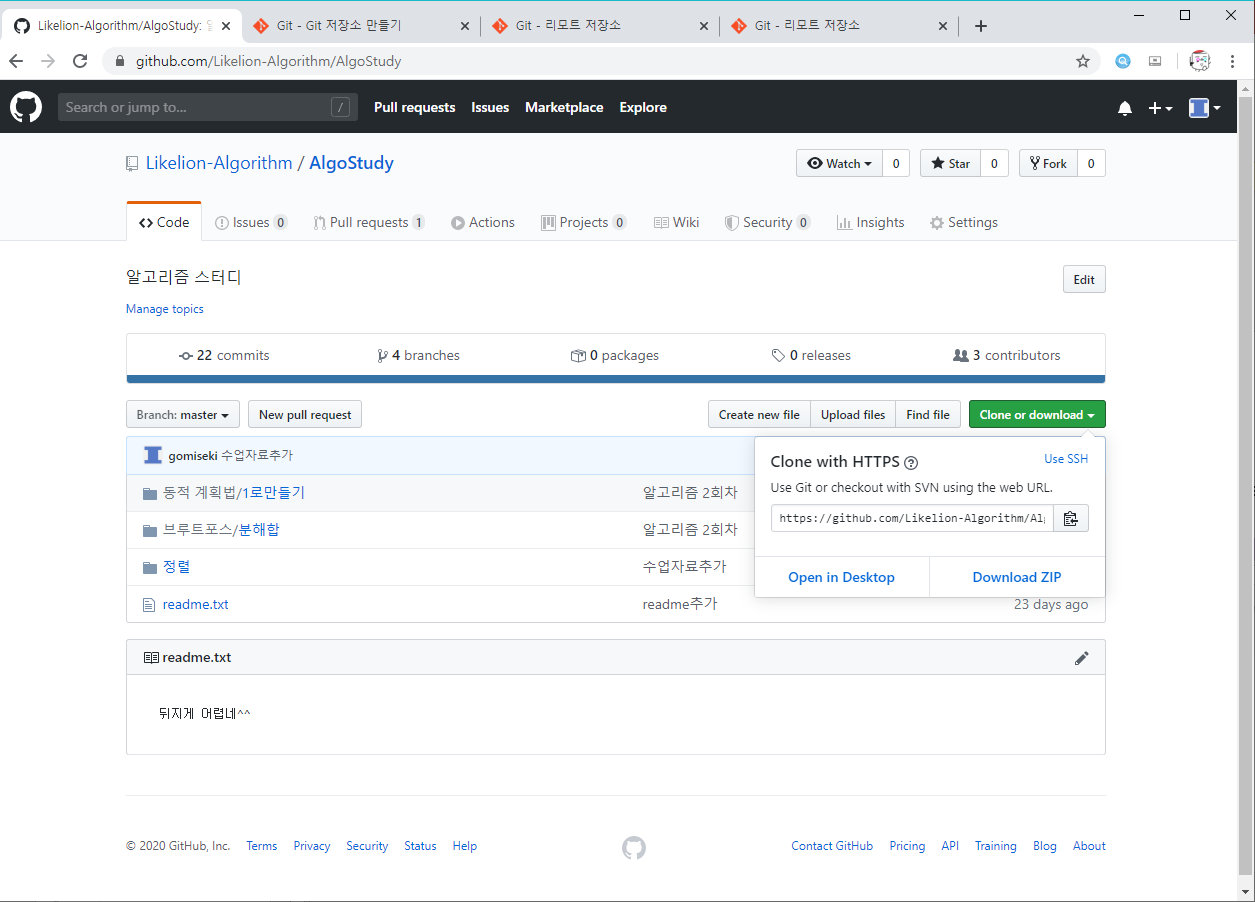 Likelion-Algorithm/AlgoStudy: 알
Git - Git 저장소 만들기
Git - 리모트 저장소
Git - 리모트 저장소
github.com/Likelion-Algorithm/AlgoStudy
Search or jump to...
/
Pull requests
Issues
Marketplace
Explore
Likelion-Algorithm / AlgoStudy
Watch
0
Star
0
Fork
0
Code
Issues 0
Pull requests 1
Actions
Projects 0
Wiki
Security 0
Insights
Settings
알고리즘 스터디
Edit
Manage topics
22 commits
4 branches
0 packages
0 releases
3 contributors
Branch: master
New pull request
Create new file
Upload files
Find file
Clone or download
gomiseki 수업자료추가
Clone with HTTPS
Use SSH
Use Git or checkout with SVN using the web URL.
https://github.com/Likelion-Algorithm/Al
Open in Desktop
Download ZIP
동적 계획법/1로만들기
알고리즘 2회차
브루트포스/분해합
알고리즘 2회차
정렬
수업자료추가
readme.txt
readme추가
23 days ago
readme.txt
뒤지게 어렵네^^
© 2020 GitHub, Inc.
Terms
Privacy
Security
Status
Help
Contact GitHub
Pricing
API
Training
Blog
About